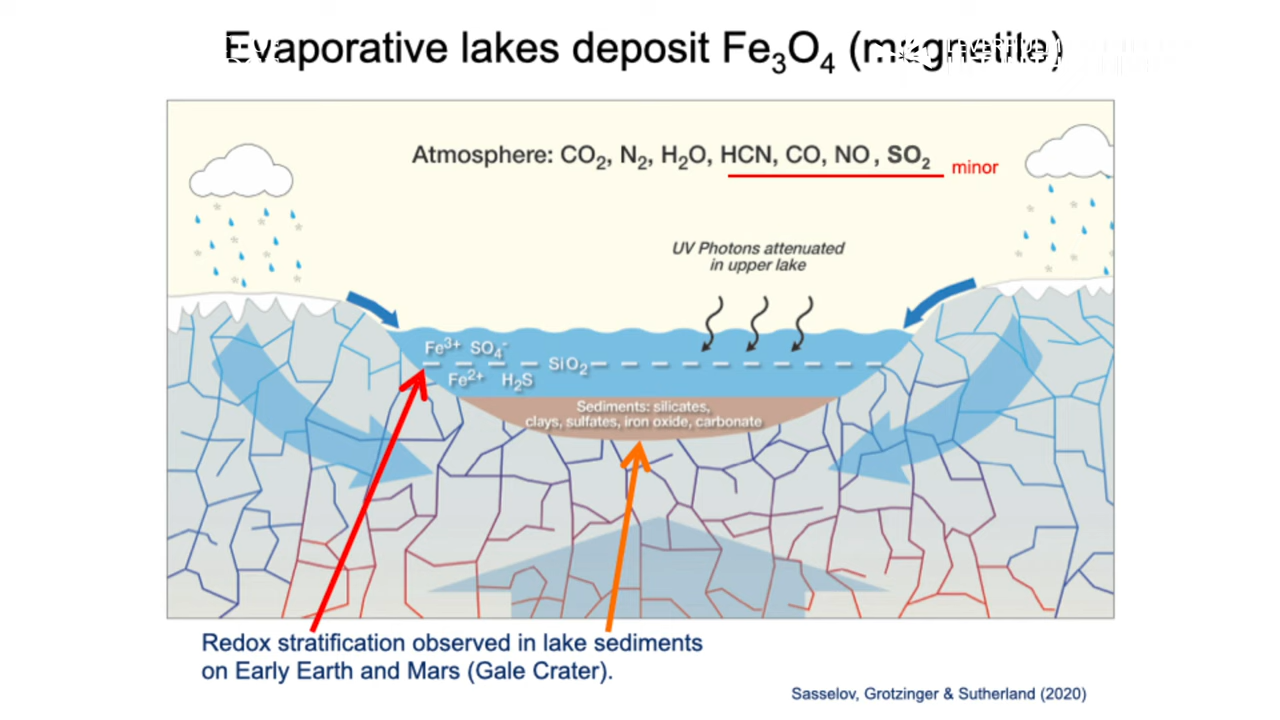 Evaporative lakes deposit Fe₃O₄ (magnetite)
Atmosphere: CO₂, N₂, H₂O, HCN, CO, NO, SO₂ minor
UV Photons attenuated
in upper lake
Fe³⁺ SO₄⁻
SiO₂
Fe²⁺ H₂S
Sediments: silicates,
clays, sulfates, iron oxide, carbonate
Redox stratification observed in lake sediments
on Early Earth and Mars (Gale Crater).
Sasselov, Grotzinger & Sutherland (2020)